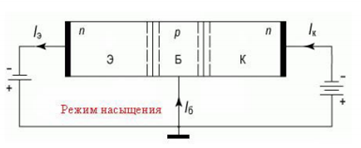 Iэ n p n Iк
Э Б К
- + - +
Режим насыщения Iб